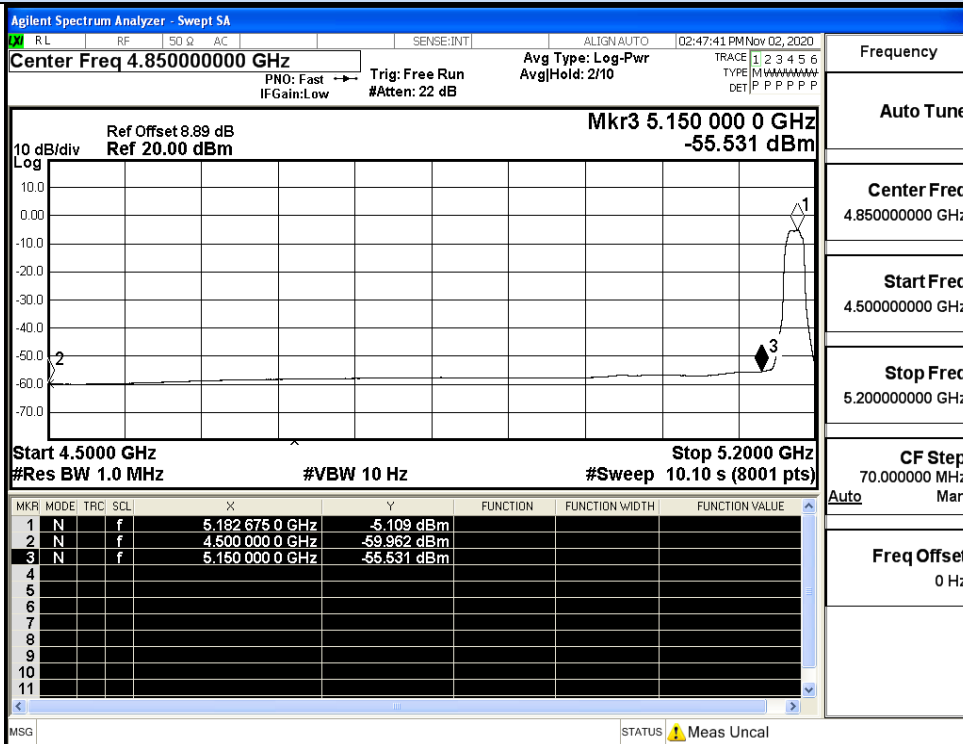 Agilent Spectrum Analyzer - Swept SA
LXI RL RF 50 Ω AC SENSE:INT ALIGN AUTO 02:47:41 PM Nov 02, 2020
Center Freq 4.850000000 GHz
PNO: Fast
IFGain:Low
Trig: Free Run
#Atten: 22 dB
Avg Type: Log-Pwr
Avg|Hold: 2/10
TRACE 1 2 3 4 5 6
TYPE M WWWWW
DET P P P P P P
Ref Offset 8.89 dB
10 dB/div Ref 20.00 dBm
Log
Mkr3 5.150 000 0 GHz
-55.531 dBm
10.0
0.00
-10.0
-20.0
-30.0
-40.0
-50.0
-60.0
-70.0
1
2
3
Start 4.5000 GHz Stop 5.2000 GHz
#Res BW 1.0 MHz #VBW 10 Hz #Sweep 10.10 s (8001 pts)
MKR MODE TRC SCL X Y FUNCTION FUNCTION WIDTH FUNCTION VALUE
1 N f 5.182 675 0 GHz -5.109 dBm
2 N f 4.500 000 0 GHz -59.962 dBm
3 N f 5.150 000 0 GHz -55.531 dBm
4
5
6
7
8
9
10
11
MSG STATUS Meas Uncal
Frequency
Auto Tune
Center Freq
4.850000000 GHz
Start Freq
4.500000000 GHz
Stop Freq
5.200000000 GHz
CF Step
70.000000 MHz
Auto Man
Freq Offset
0 Hz